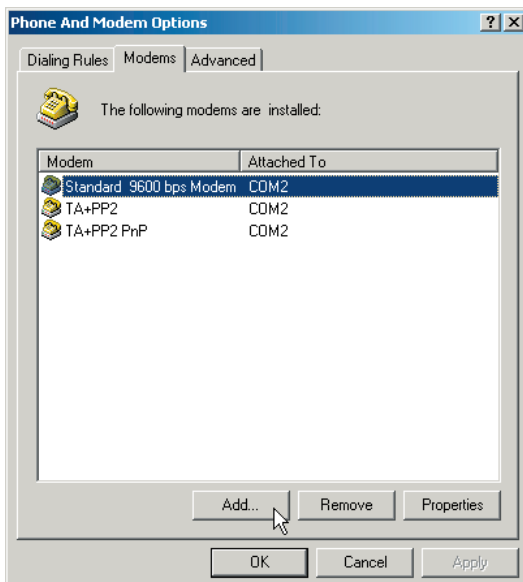 Phone And Modem Options
Dialing Rules Modems Advanced
The following modems are installed:
Modem Attached To
Standard 9600 bps Modem COM2
TA+PP2 COM2
TA+PP2 PnP COM2
Add... Remove Properties
OK Cancel Apply